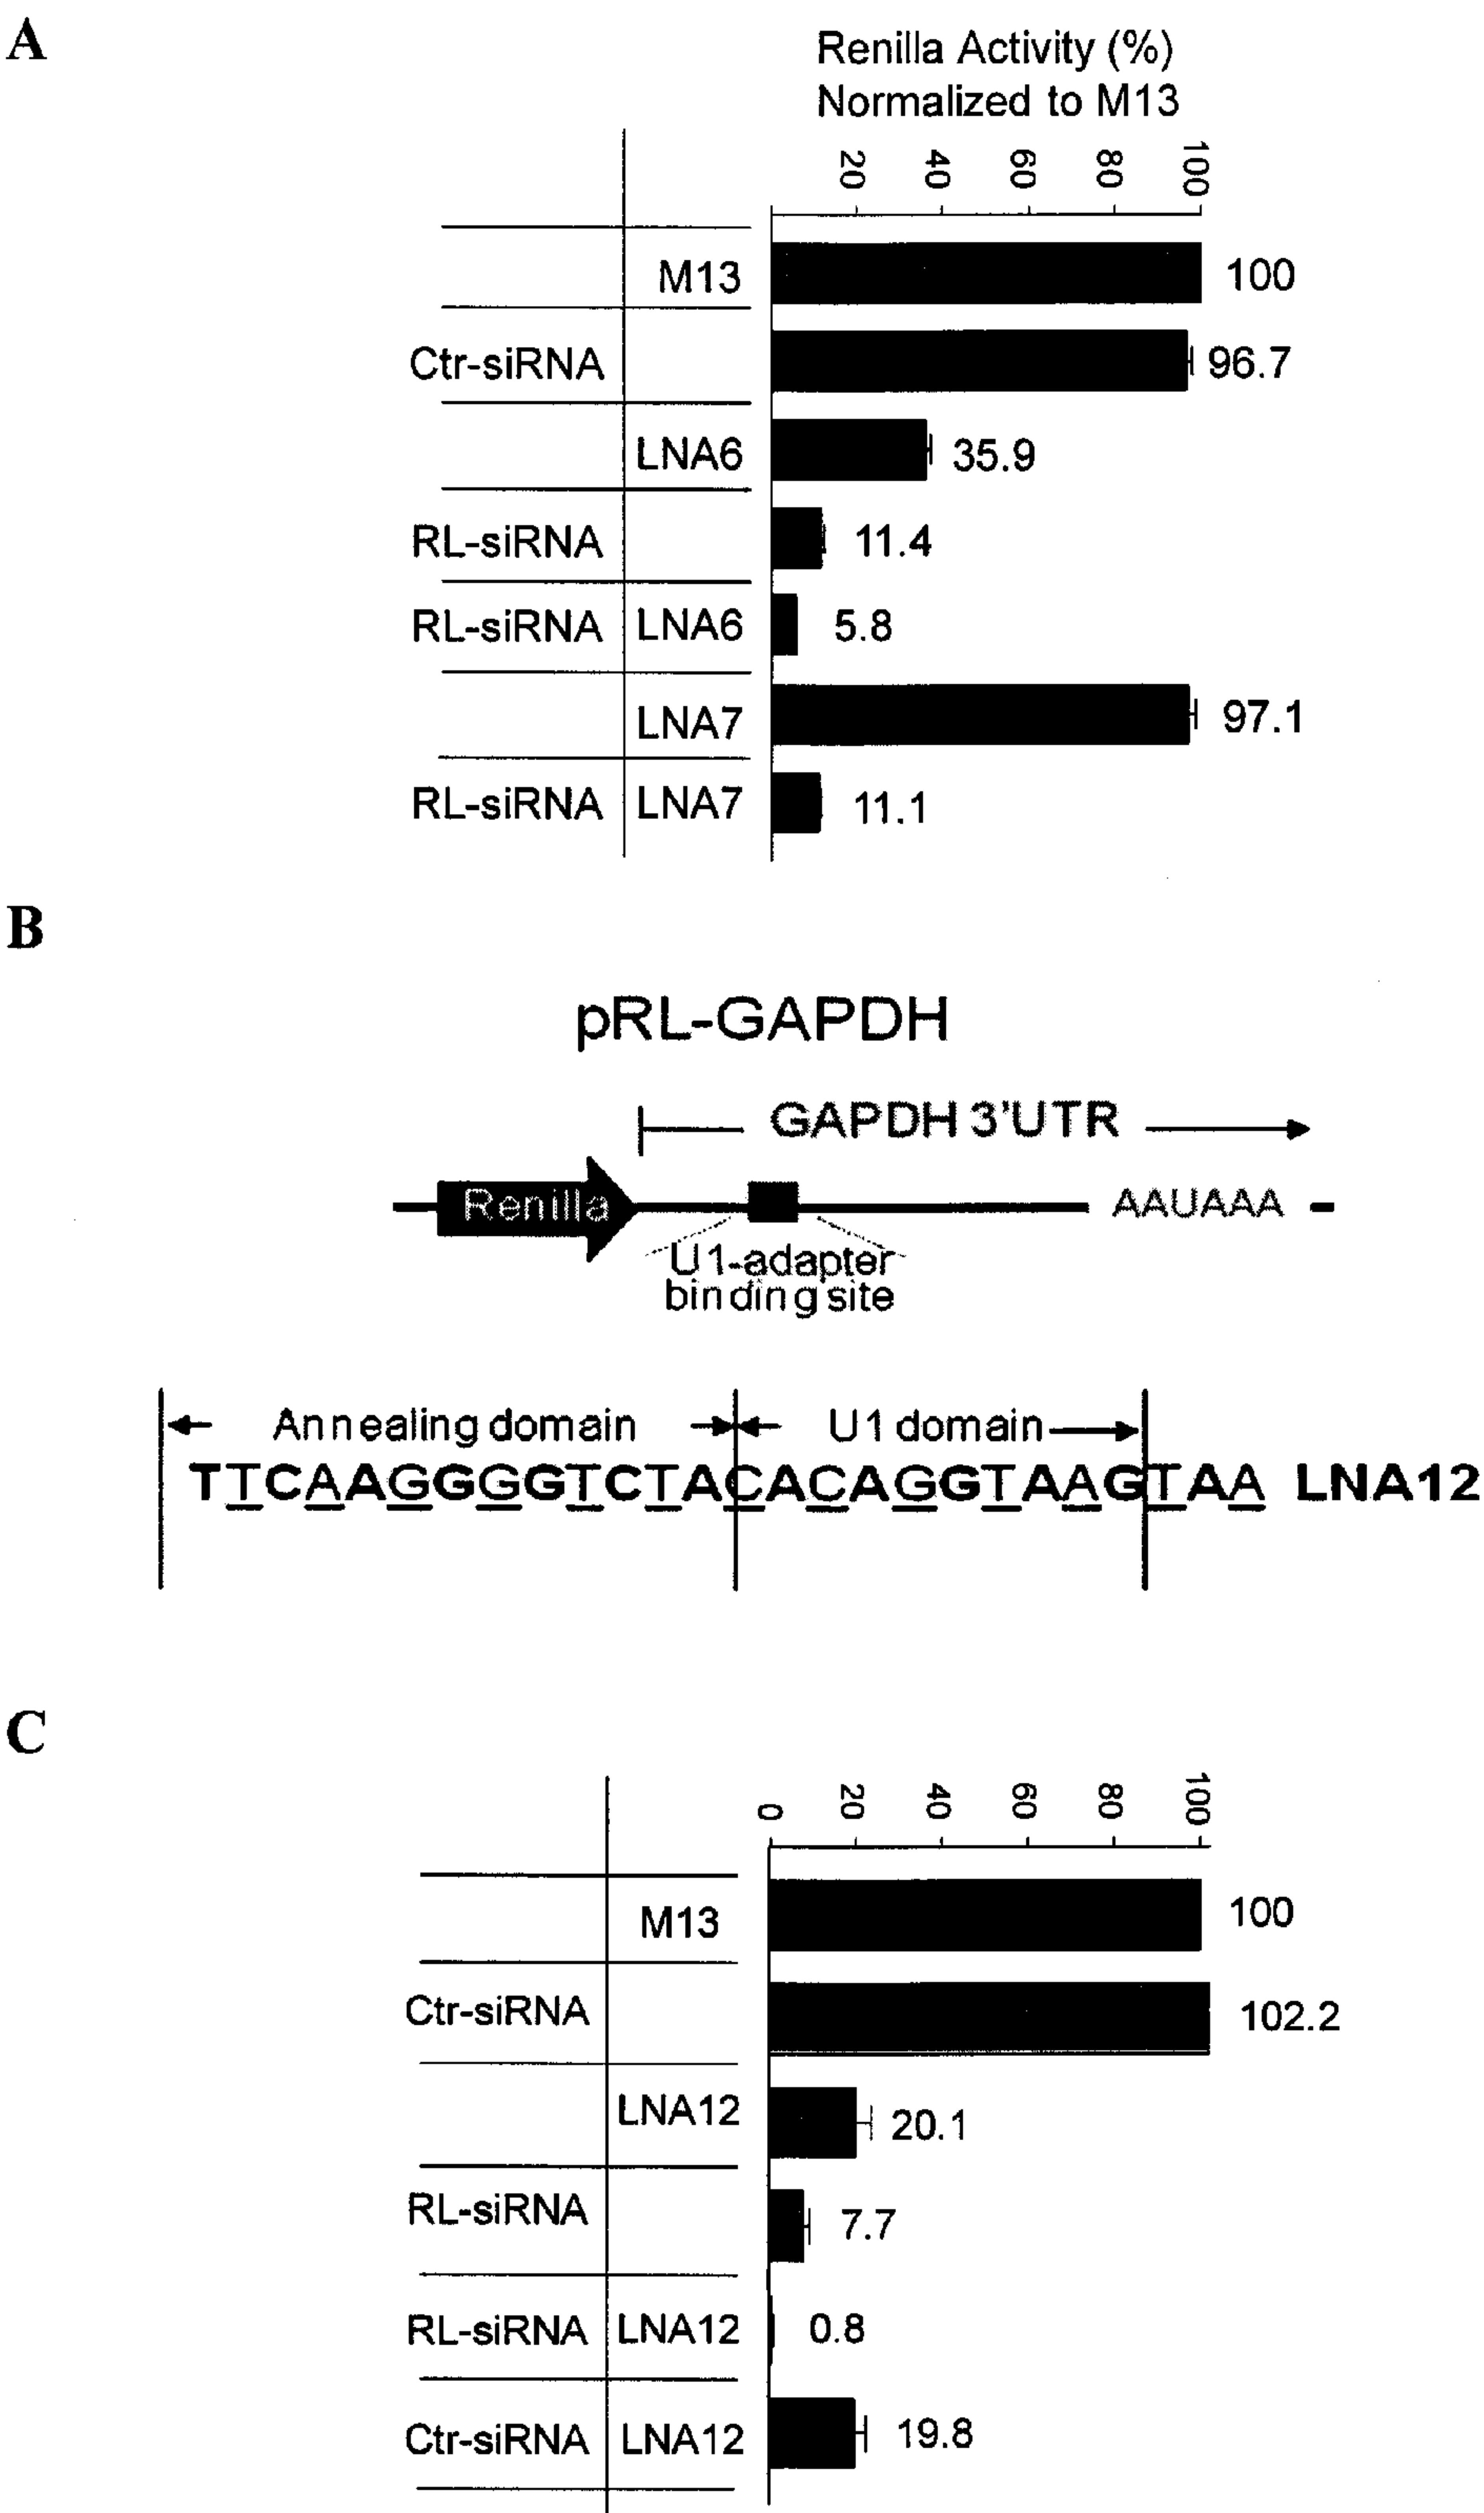 A
Renilla Activity (%)
Normalized to M13
20 40 60 80 100
M13 100
Ctr-siRNA 96.7
LNA6 35.9
RL-siRNA 11.4
RL-siRNA LNA6 5.8
LNA7 97.1
RL-siRNA LNA7 11.1
B
pRL-GAPDH
GAPDH 3'UTR
Renilla AAUAAA
U1-adapter
binding site
Annealing domain U1 domain
TTCAAGGGGTCTACACAGGTAAGTAA LNA12
C
0 20 40 60 80 100
M13 100
Ctr-siRNA 102.2
LNA12 20.1
RL-siRNA 7.7
RL-siRNA LNA12 0.8
Ctr-siRNA LNA12 19.8